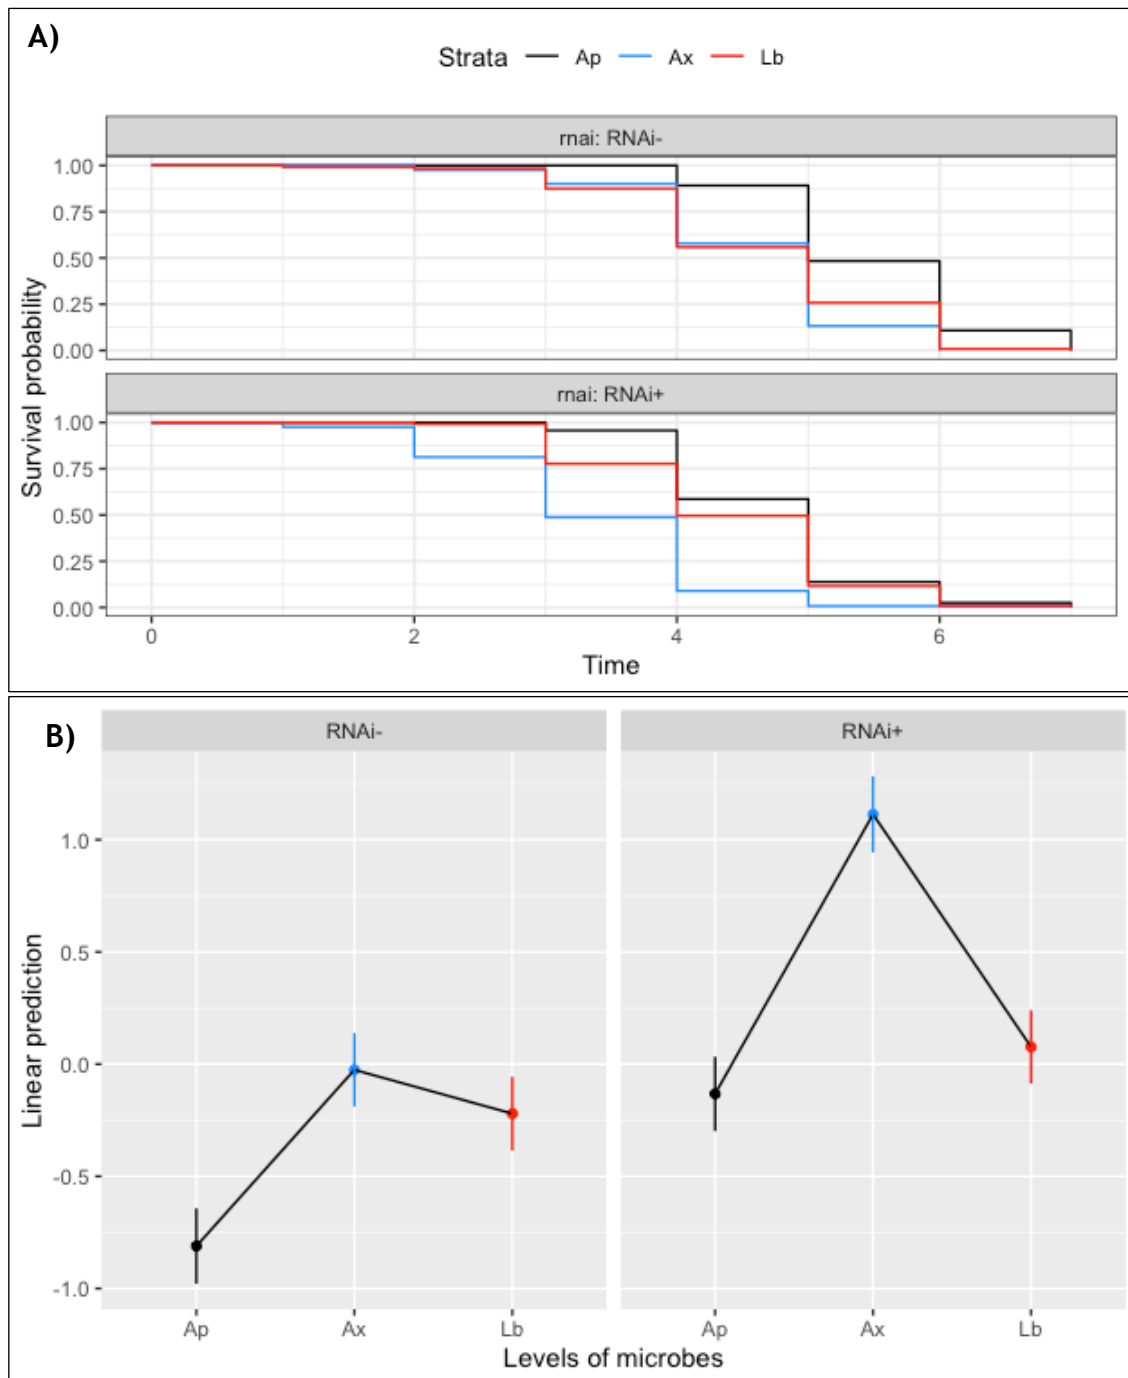 A)
Strata Ap Ax Lb
rnai: RNAi-
1.00
0.75
0.50
0.25
0.00
rnai: RNAi+
1.00
0.75
0.50
0.25
0.00
Survival probability
0 2 4 6
Time
B)
RNAi- RNAi+
1.0
0.5
0.0
-0.5
-1.0
Linear prediction
Ap Ax Lb Ap Ax Lb
Levels of microbes